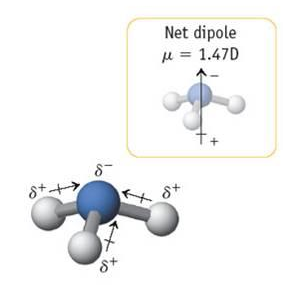 Net dipole
μ = 1.47D
−
+
δ−
δ+
δ+
δ+